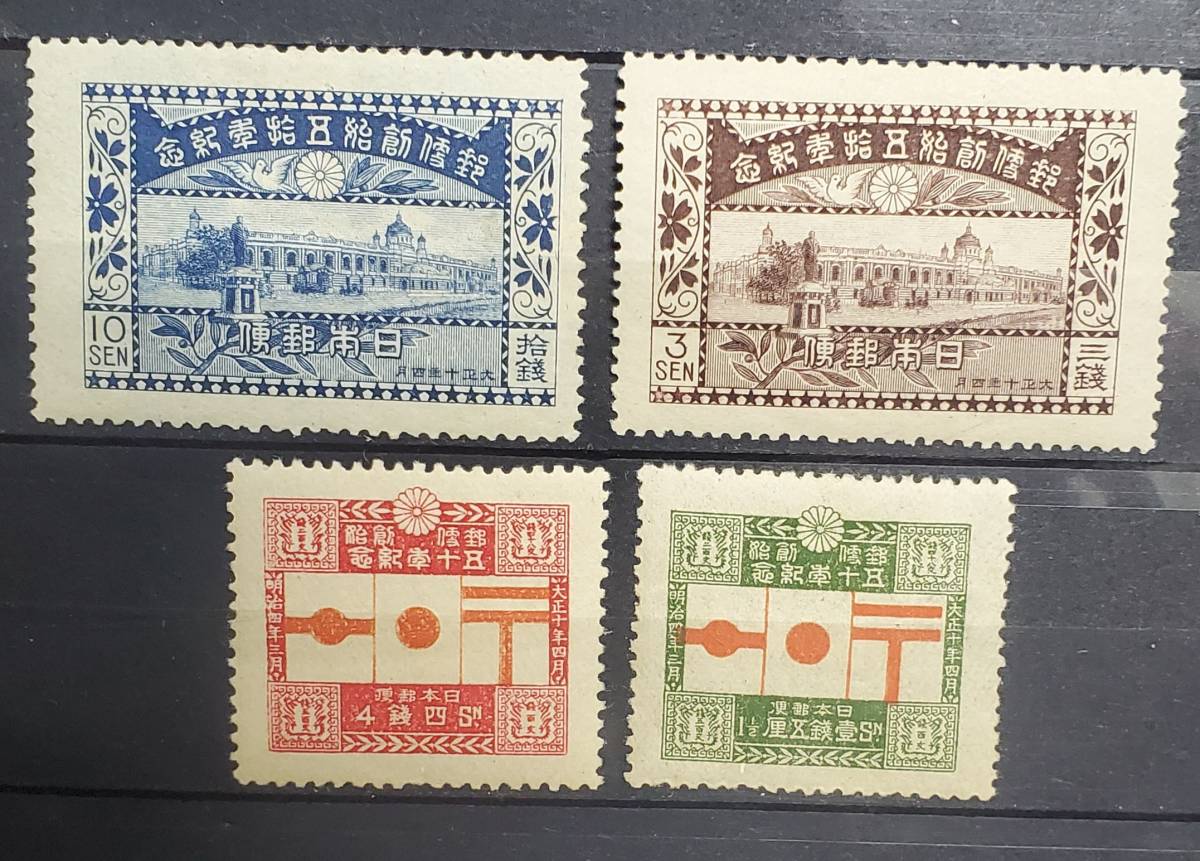 郵便創始五拾年紀念
日本郵便
大正十年四月
10
SEN
拾錢
郵便創始五拾年紀念
日本郵便
大正十年四月
3
SEN
三錢
郵便創始
五十年紀念
大正十年四月
明治四年三月
日本郵便
Sn 四錢 4
郵便創始
五十年紀念
大正十年四月
明治四年三月
日本郵便
Sn 壹錢五厘 1½